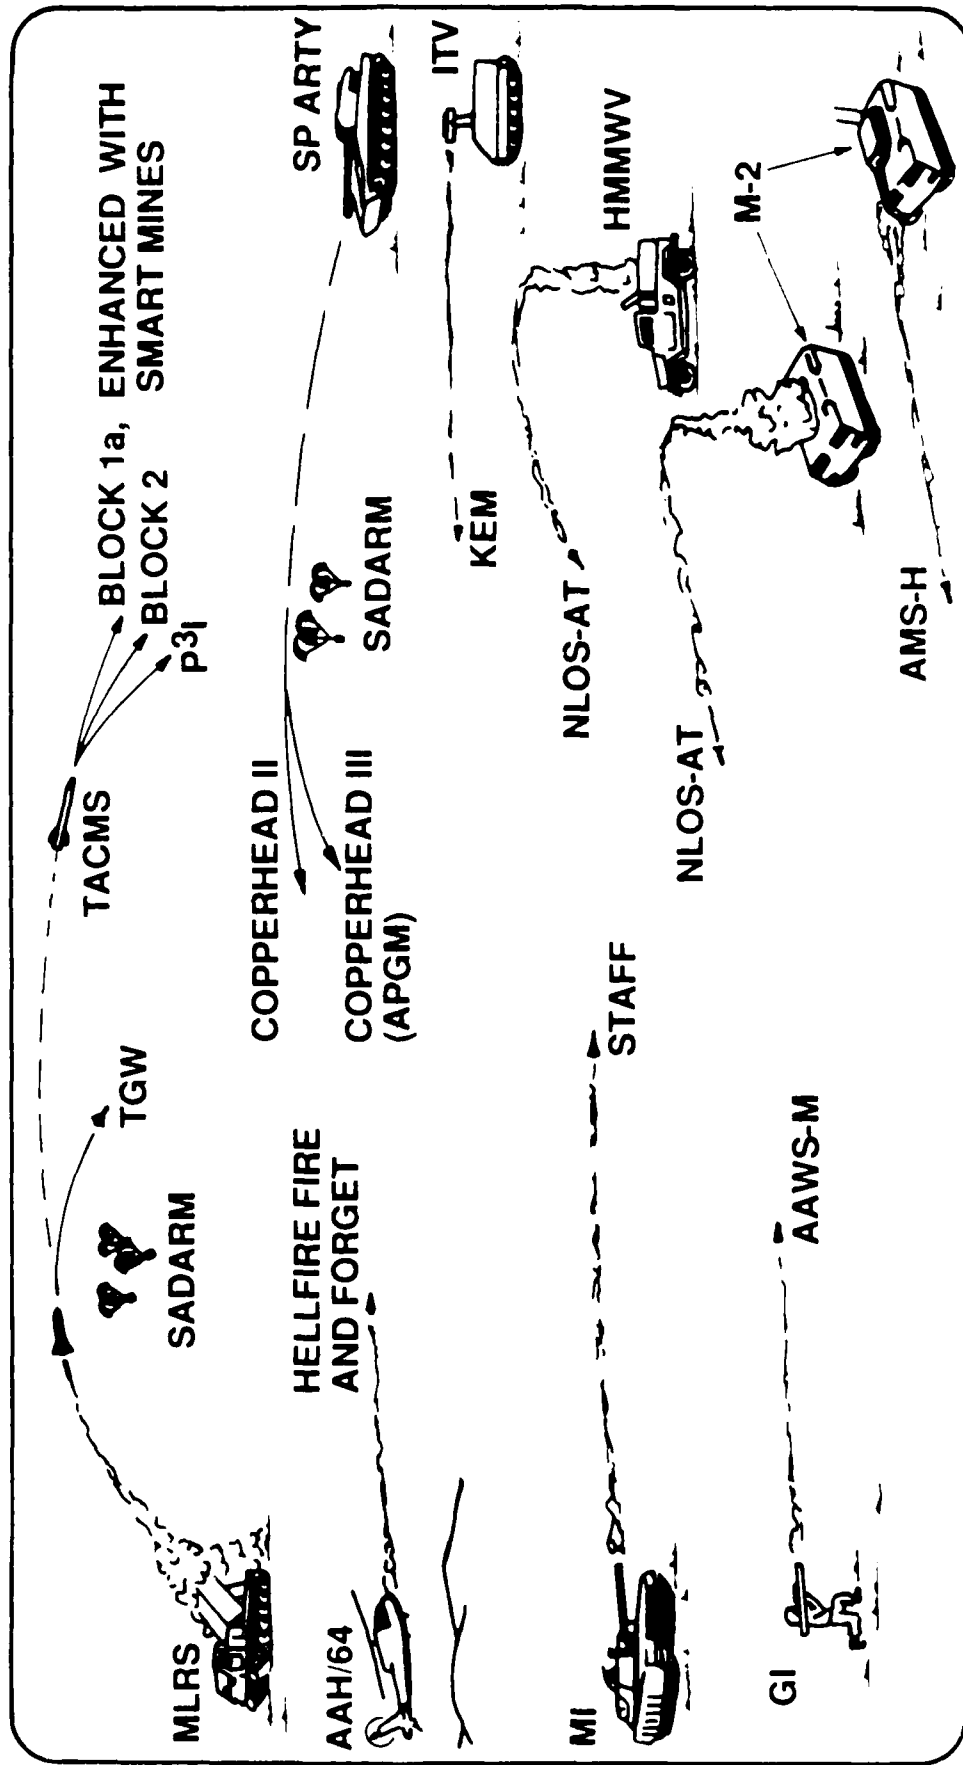 MLRS
SADARM
TGW
TACMS
BLOCK 1a, ENHANCED WITH
BLOCK 2 SMART MINES
P³I
AAH/64
HELLFIRE FIRE
AND FORGET
COPPERHEAD II
COPPERHEAD III
(APGM)
SADARM
SP ARTY
KEM
ITV
MI
STAFF
NLOS-AT
HMMWV
NLOS-AT
M-2
GI
AAWS-M
AMS-H